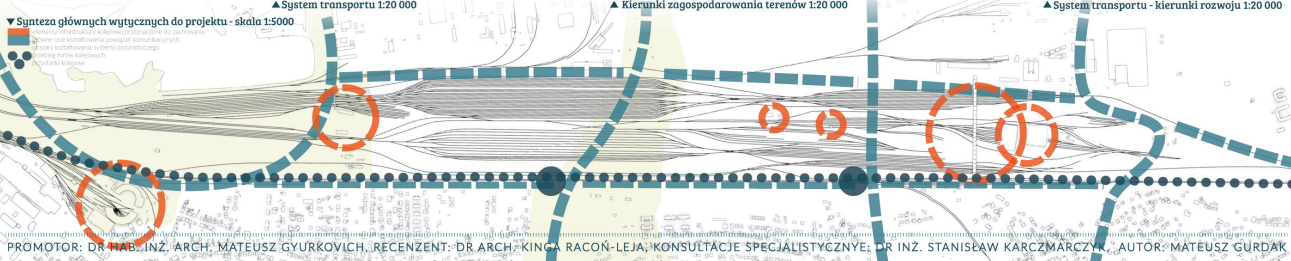 ▲System transportu 1:20 000
▲ Kierunki zagospodarowania terenów 1:20 000
▲System transportu - kierunki rozwoju 1:20 000
▼Synteza głównych wytycznych do projektu - skala 1:5000
elementy infrastruktury kolejowej przeznaczone do zachowania
główne osie kształtowania powiązań komunikacyjnych
obszary kształtowania systemu przyrodniczego
przebieg torów kolejowych
przystanki kolejowe
PROMOTOR: DR HAB. INŻ. ARCH. MATEUSZ GYURKOVICH, RECENZENT: DR ARCH. KINGA RACOŃ-LEJA, KONSULTACJE SPECJALISTYCZNYE: DR INŻ. STANISŁAW KARCZMARCZYK, AUTOR: MATEUSZ GURDAK